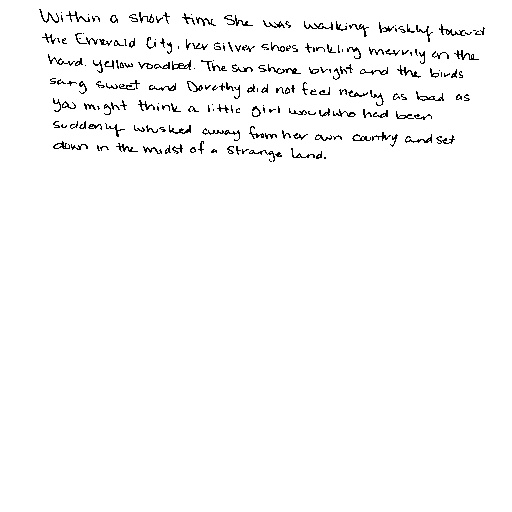 Within a short time she was walking briskly toward
the Emerald City, her silver shoes tinkling merrily on the
hard, yellow roadbed. The sun shone bright and the birds
sang sweet and Dorothy did not feel nearly as bad as
you might think a little girl would who had been
suddenly whisked away from her own country and set
down in the midst of a strange land.